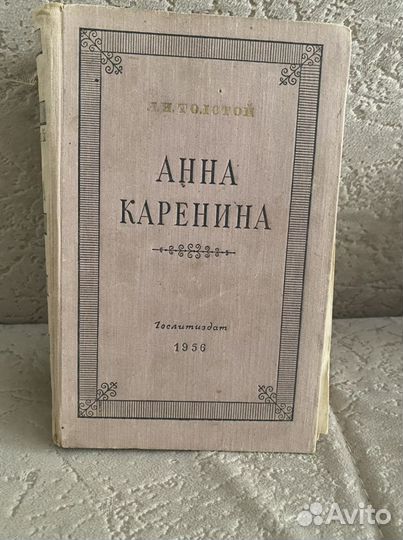 Л.Н.ТОЛСТОЙ
АННА
КАРЕНИНА
Гослитиздат
1956
Avito